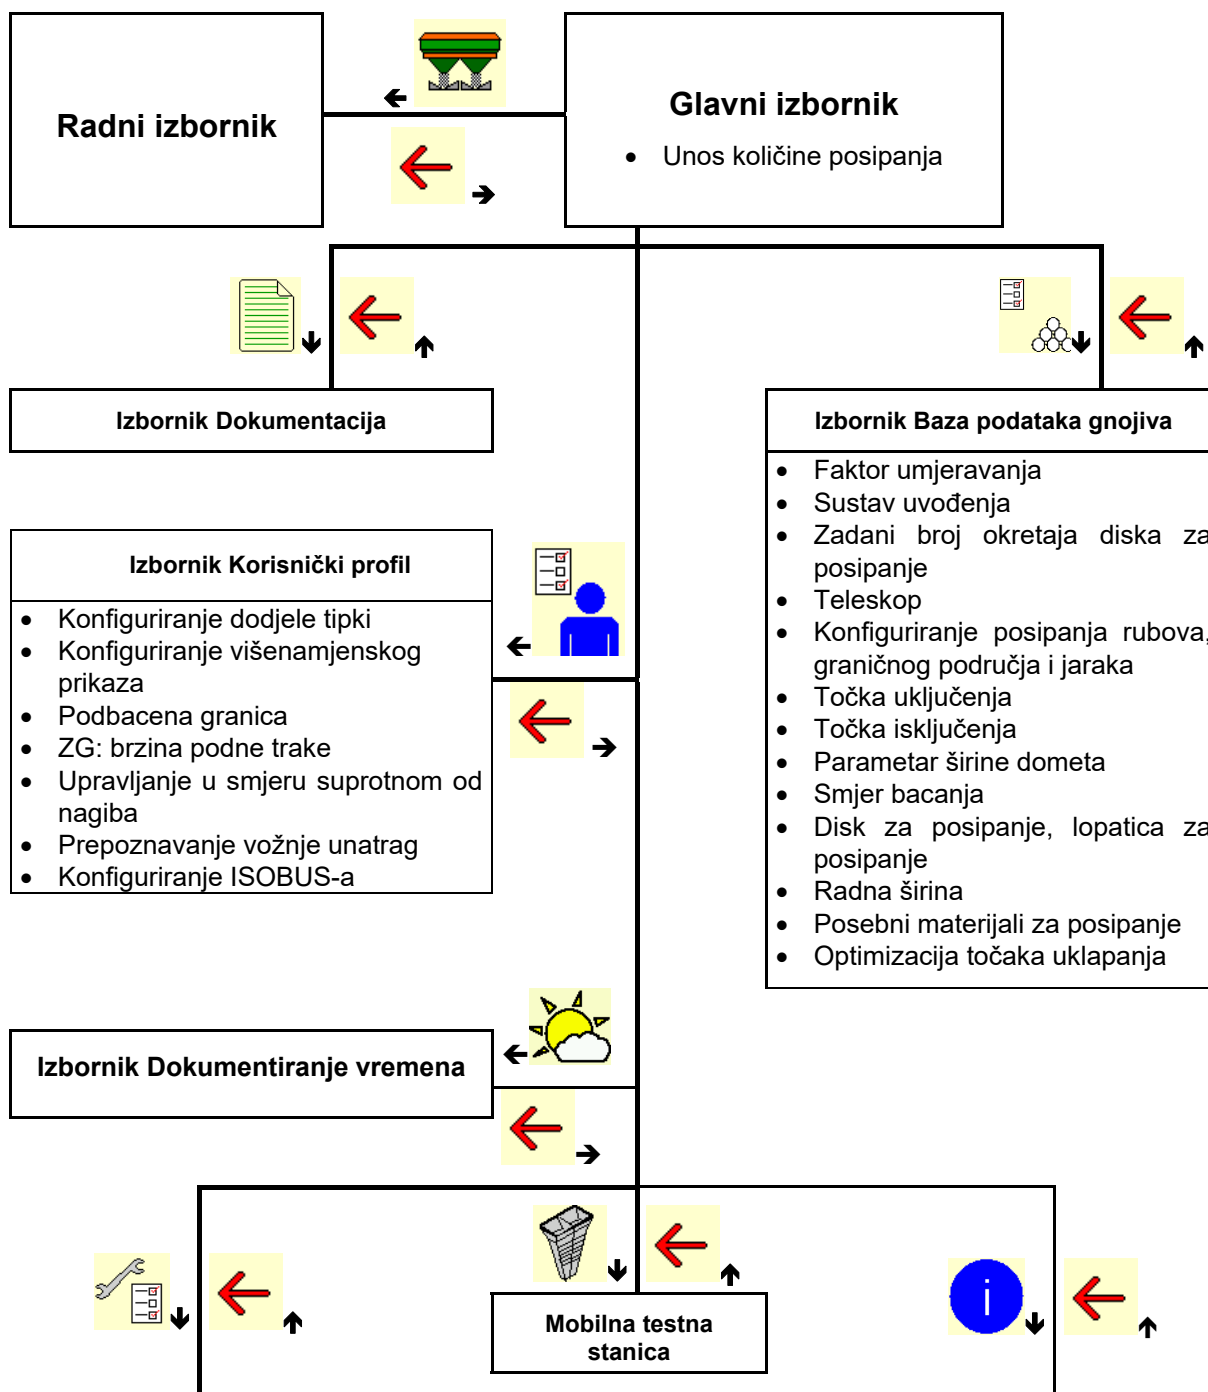 Radni izbornik
Glavni izbornik
• Unos količine posipanja
Izbornik Dokumentacija
Izbornik Baza podataka gnojiva
• Faktor umjeravanja
• Sustav uvođenja
• Zadani broj okretaja diska za
posipanje
• Teleskop
• Konfiguriranje posipanja rubova,
graničnog područja i jaraka
• Točka uključenja
• Točka isključenja
• Parametar širine dometa
• Smjer bacanja
• Disk za posipanje, lopatica za
posipanje
• Radna širina
• Posebni materijali za posipanje
• Optimizacija točaka uklapanja
Izbornik Korisnički profil
• Konfiguriranje dodjele tipki
• Konfiguriranje višenamjenskog
prikaza
• Podbacena granica
• ZG: brzina podne trake
• Upravljanje u smjeru suprotnom od
nagiba
• Prepoznavanje vožnje unatrag
• Konfiguriranje ISOBUS-a
Izbornik Dokumentiranje vremena
Mobilna testna
stanica
i